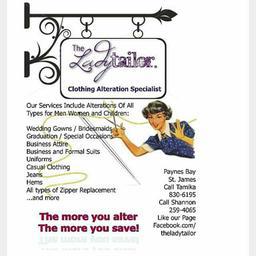 The
Ladytailor.
Clothing Alteration Specialist
Our Services Include Alterations Of All
Types for Men Women and Children:
Wedding Gowns / Bridesmaids
Graduation / Special Occasions
Business Attire
Business and Formal Suits
Uniforms
Casual Clothing
Jeans
Hems
All types of Zipper Replacement
...and more
Paynes Bay
St. James
Call Tamika
830-6195
Call Shannon
259-4065
Like our Page
Facebook.com/
theladytailor
The more you alter
The more you save!